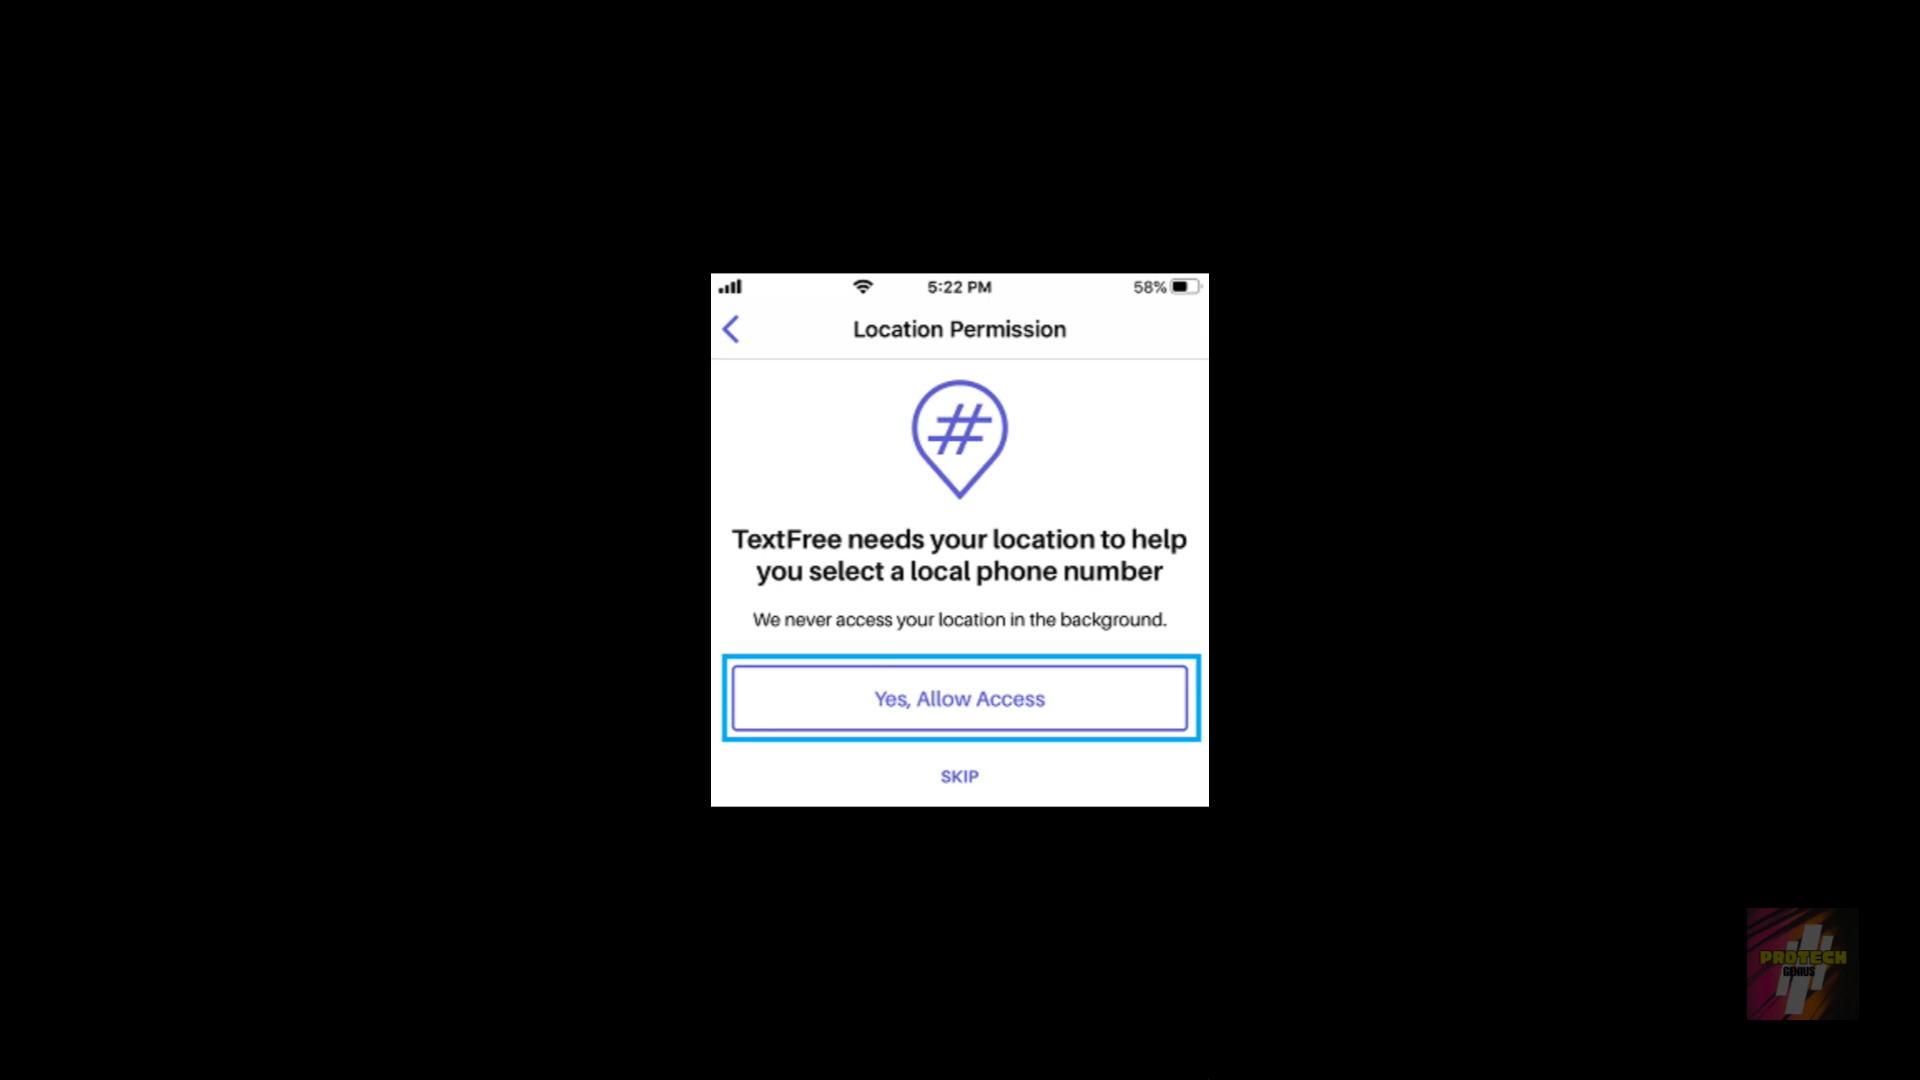 5:22 PM 58%
Location Permission
#
TextFree needs your location to help
you select a local phone number
We never access your location in the background.
Yes, Allow Access
SKIP
PROTECH
GENIUS